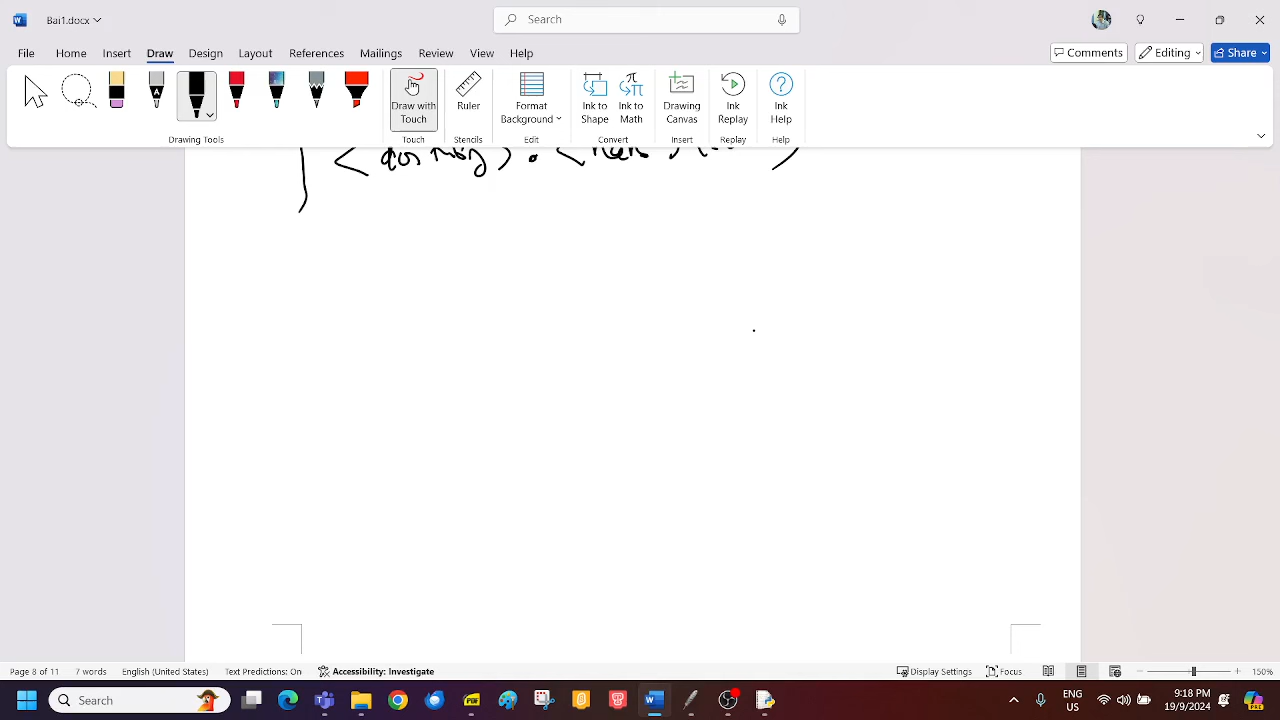 Bai1.docx
Search
File Home Insert Draw Design Layout References Mailings Review View Help
Comments Editing Share
Draw with Touch
Ruler
Format Background
Ink to Shape
Ink to Math
Drawing Canvas
Ink Replay
Ink Help
Drawing Tools Touch Stencils Edit Convert Insert Replay Help
Page 8 of 11 7 words English (United States) Text Predictions: On Accessibility: Investigate Display Settings Focus 150%
Search
ENG
US
9:18 PM
19/9/2024